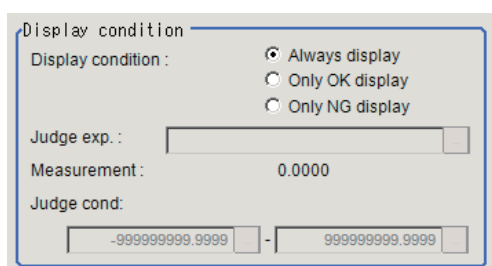 Display condition
Display condition :
Always display
Only OK display
Only NG display
Judge exp. :
...
Measurement :
0.0000
Judge cond:
-999999999.9999 ... - 999999999.9999 ...